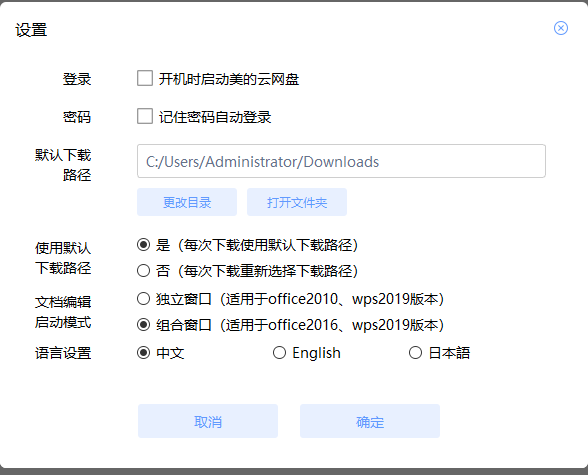 设置
登录
开机时启动美的云网盘
密码
记住密码自动登录
默认下载
路径
C:/Users/Administrator/Downloads
更改目录
打开文件夹
使用默认
下载路径
是（每次下载使用默认下载路径）
否（每次下载重新选择下载路径）
文档编辑
启动模式
独立窗口（适用于office2010、wps2019版本）
组合窗口（适用于office2016、wps2019版本）
语言设置
中文
English
日本語
取消
确定